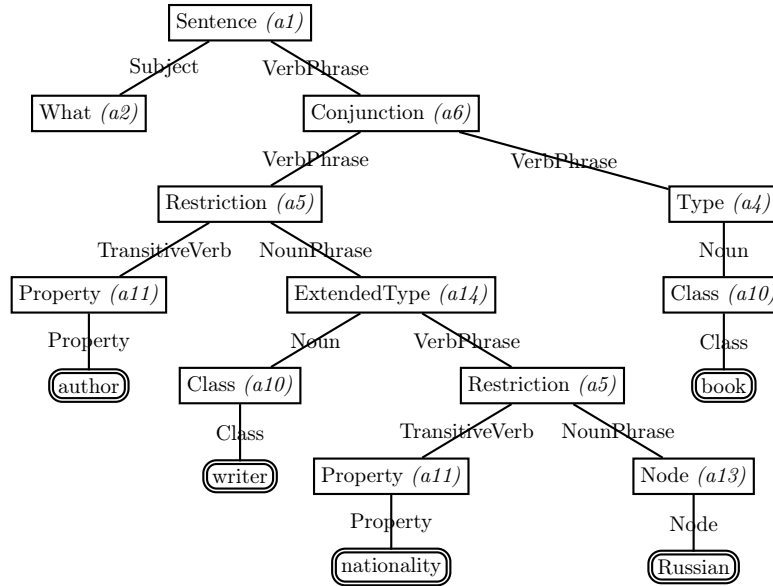 Sentence (a1)
Subject VerbPhrase
What (a2) Conjunction (a6)
VerbPhrase VerbPhrase
Restriction (a5) Type (a4)
TransitiveVerb NounPhrase Noun
Property (a11) ExtendedType (a14) Class (a10)
Property Noun VerbPhrase Class
author Class (a10) Restriction (a5) book
Class TransitiveVerb NounPhrase
writer Property (a11) Node (a13)
Property Node
nationality Russian